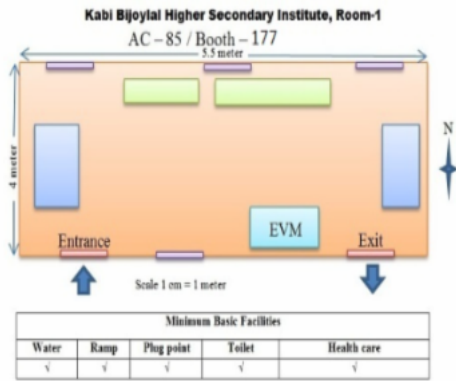 Kabi Bijoylal Higher Secondary Institute, Room-1
AC – 85 / Booth – 177
5.5 meter
4 meter
N
EVM
Entrance
Exit
Scale 1 cm = 1 meter
Minimum Basic Facilities
Water Ramp Plug point Toilet Health care
√ √ √ √ √